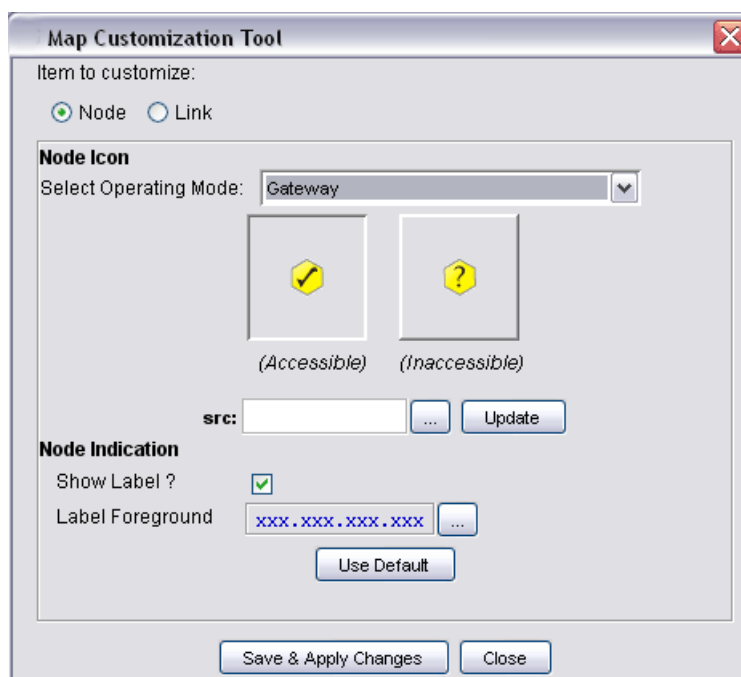 Map Customization Tool
Item to customize:
Node Link
Node Icon
Select Operating Mode: Gateway
?
(Accessible) (Inaccessible)
src: ... Update
Node Indication
Show Label ?
Label Foreground xxx.xxx.xxx.xxx ...
Use Default
Save & Apply Changes Close